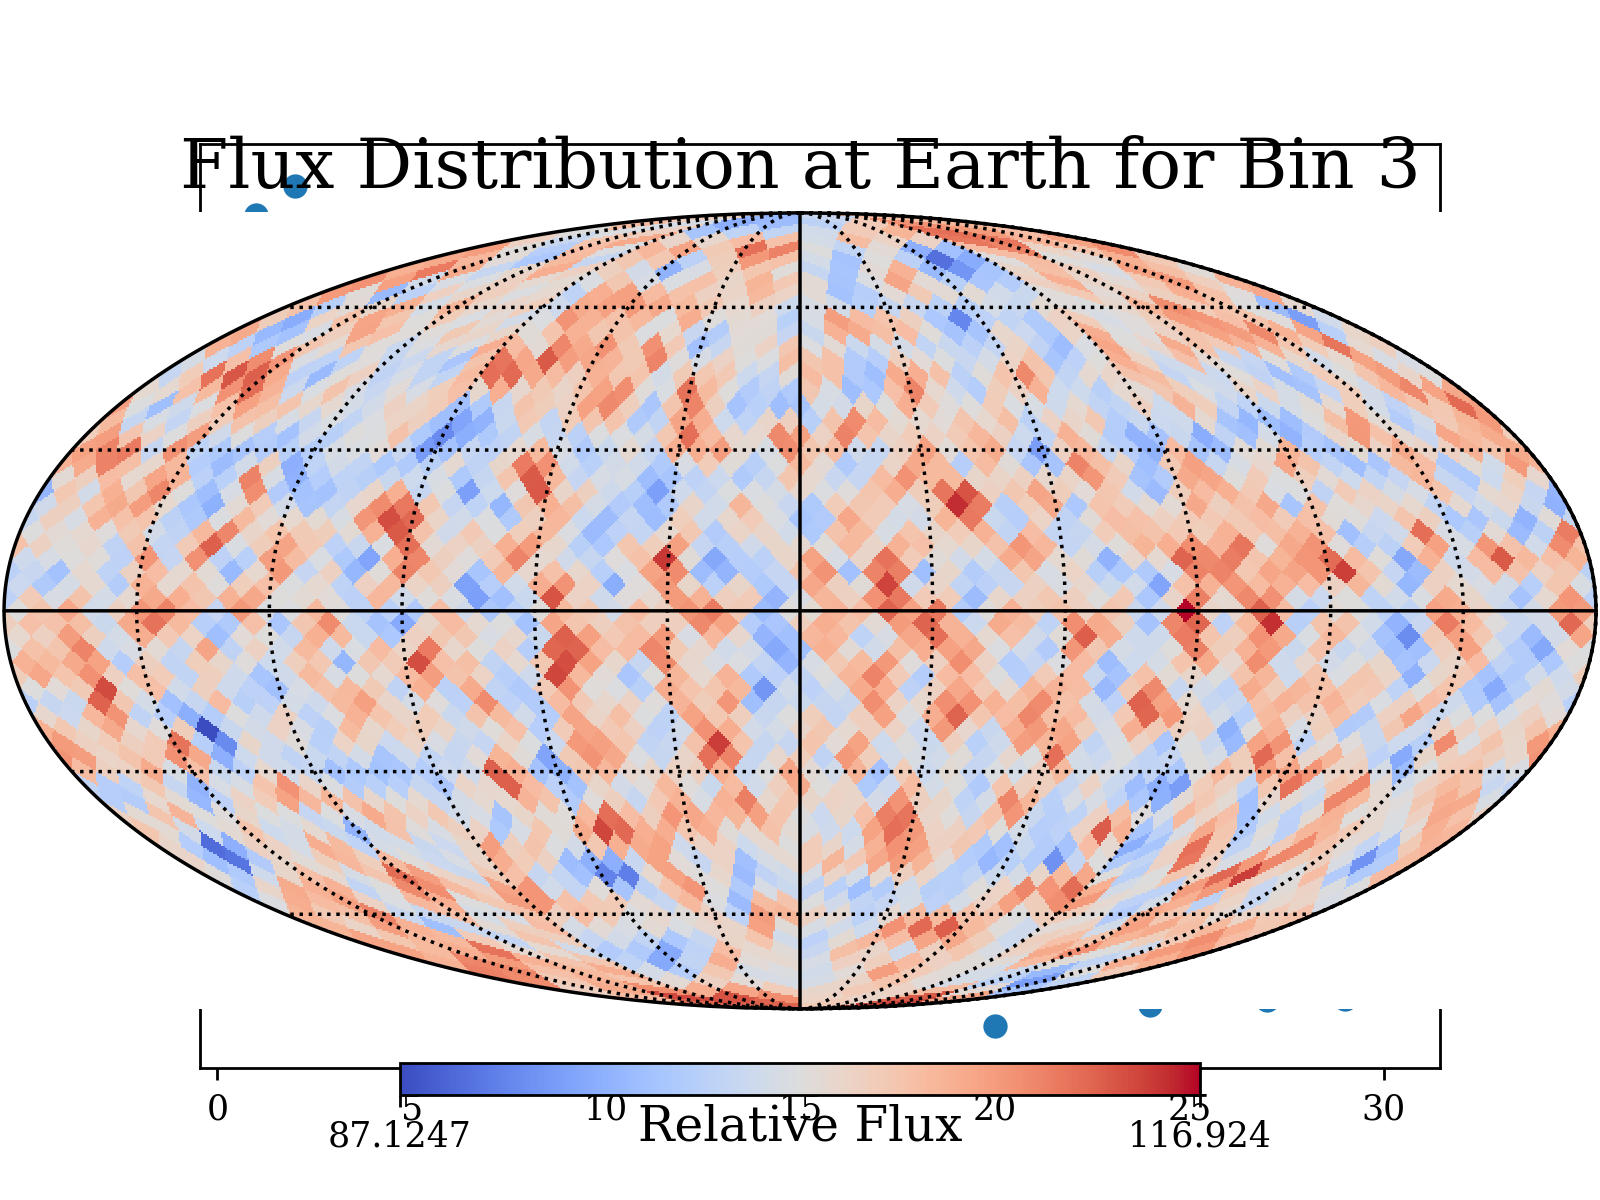 Flux Distribution at Earth for Bin 3
0 5 10 15 20 25 30
Relative Flux
87.1247 116.924